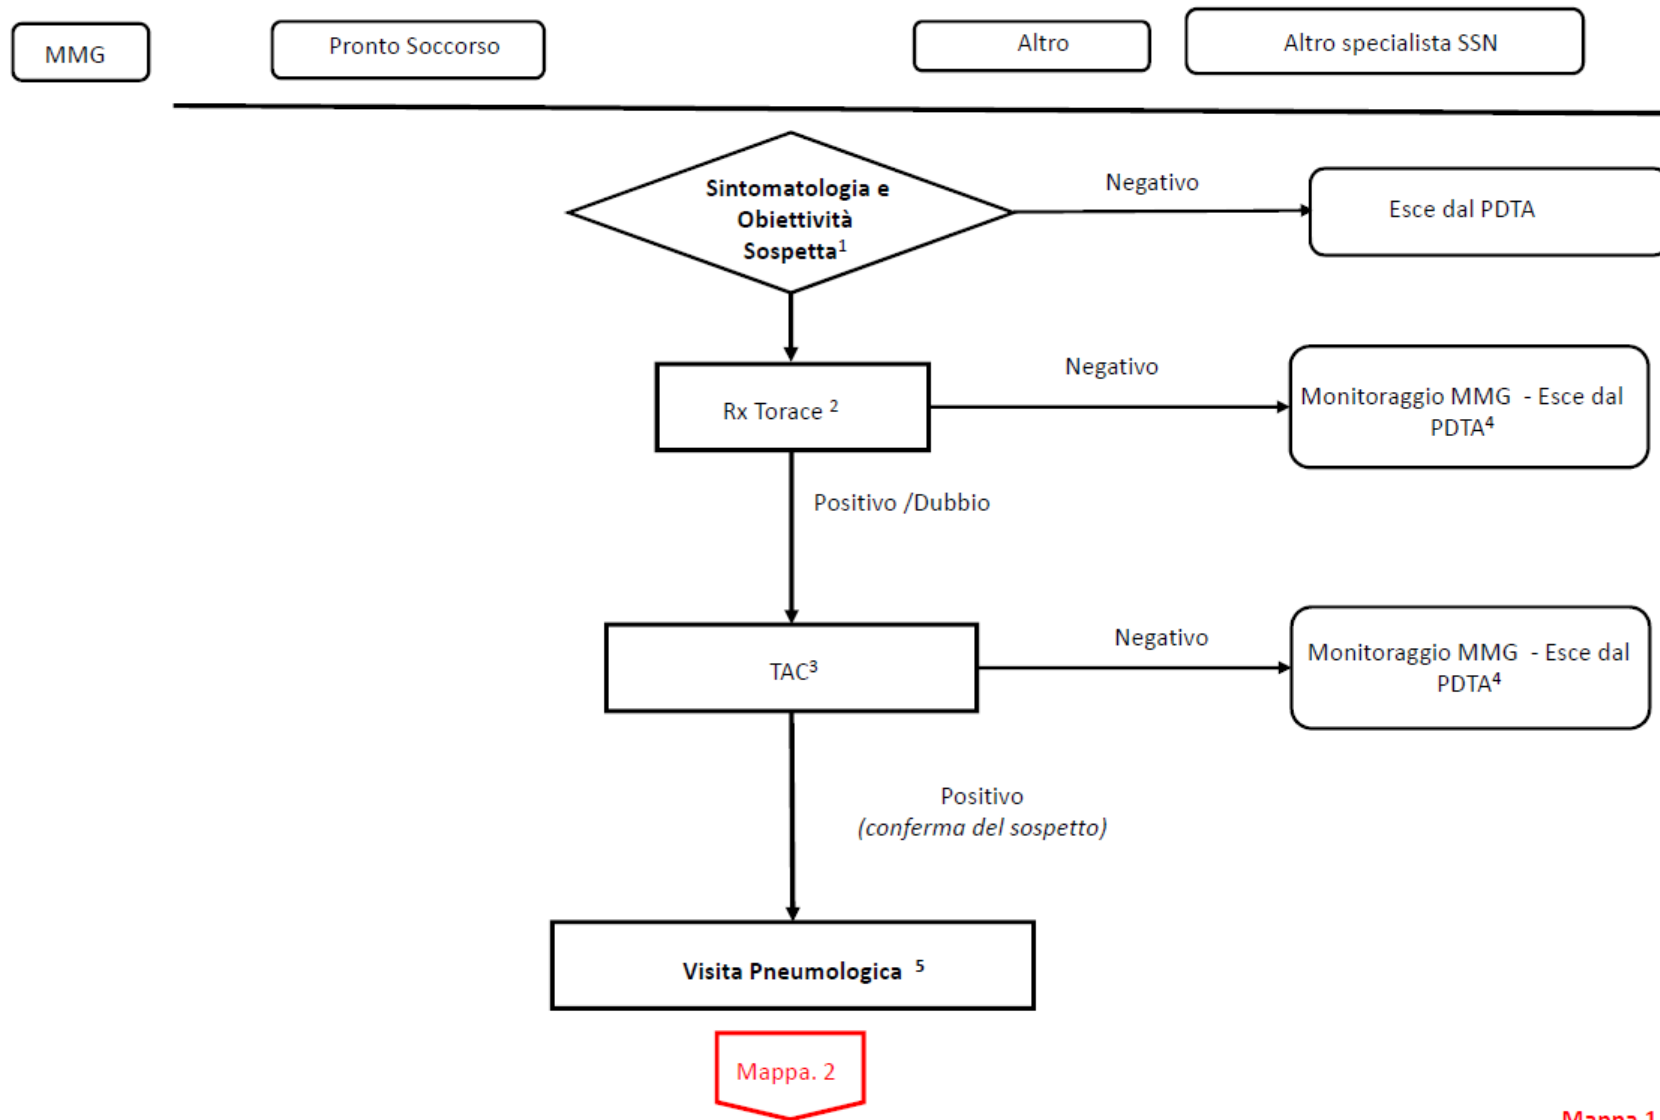 MMG
Pronto Soccorso
Altro
Altro specialista SSN
Sintomatologia e
Obiettività
Sospetta¹
Negativo
Esce dal PDTA
Rx Torace ²
Negativo
Monitoraggio MMG - Esce dal
PDTA⁴
Positivo /Dubbio
TAC³
Negativo
Monitoraggio MMG - Esce dal
PDTA⁴
Positivo
(conferma del sospetto)
Visita Pneumologica ⁵
Mappa. 2
Mappa 1